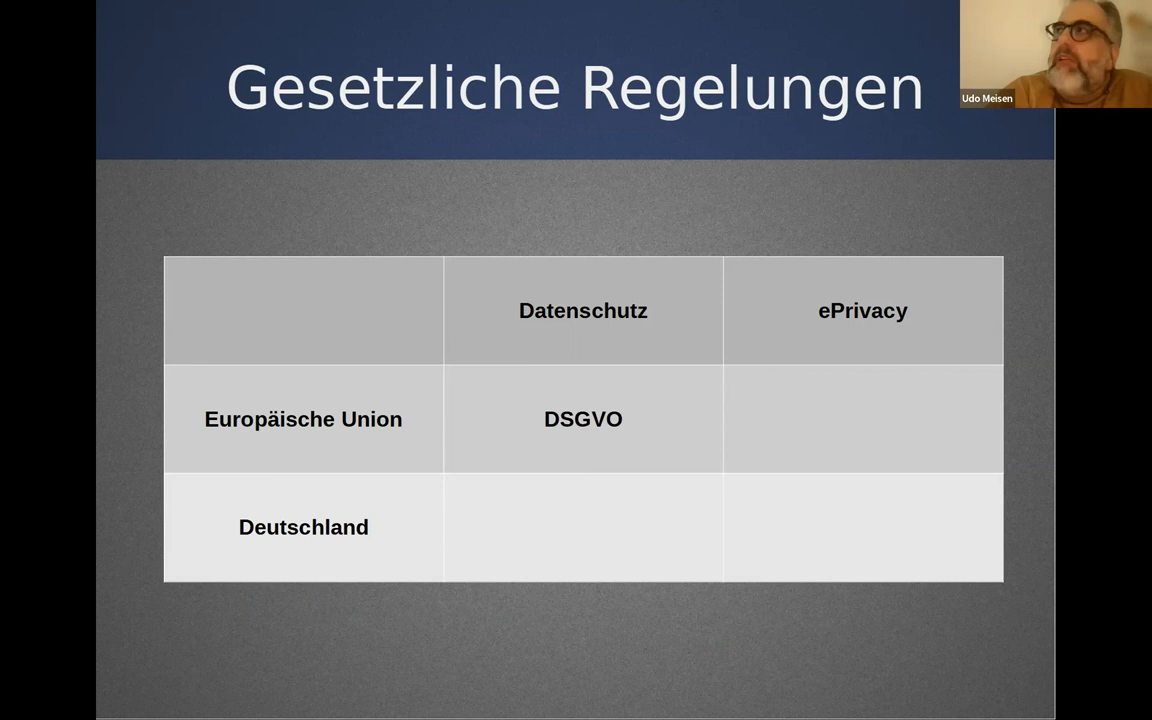 Gesetzliche Regelungen
Udo Meisen
Datenschutz ePrivacy
Europäische Union DSGVO
Deutschland